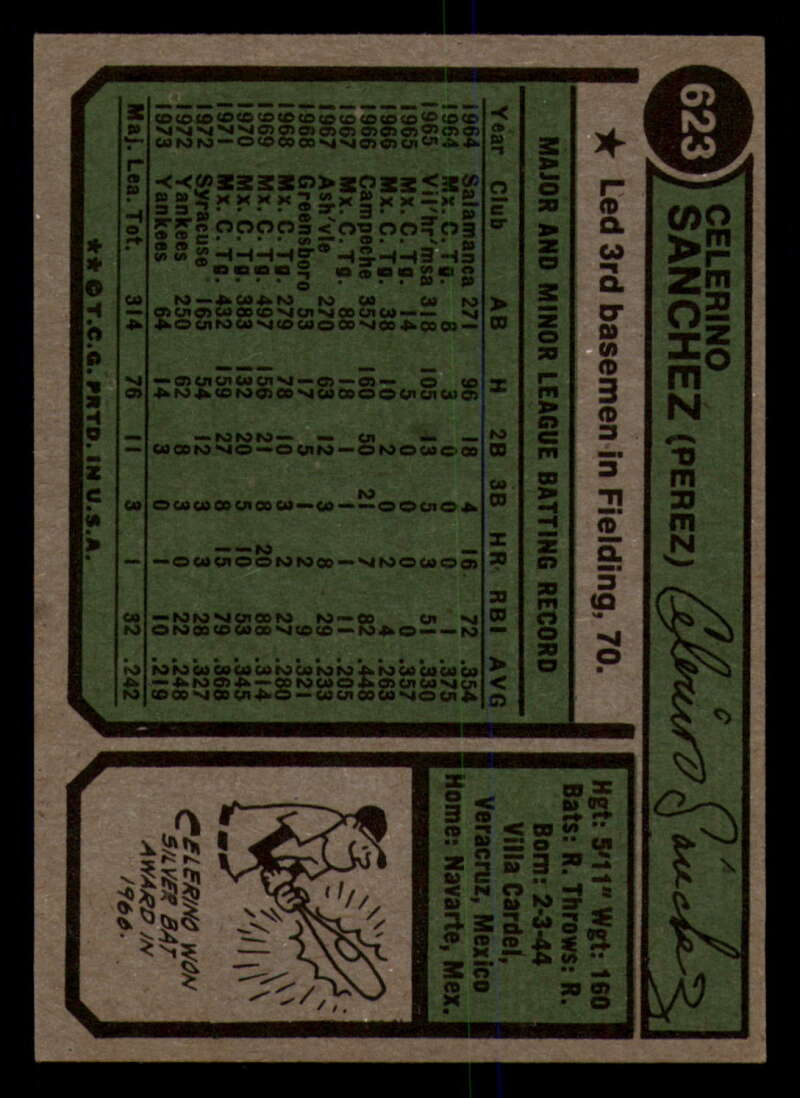 623
CELERINO
SANCHEZ (PEREZ) Celerino Sánchez
★ Led 3rd basemen in Fielding, 70.
MAJOR AND MINOR LEAGUE BATTING RECORD
Year Club AB H 2B 3B HR RBI AVG
1964 Salamanca 271 96 18 4 16 72 .354
1964 Mx. C. Tg. 8 3 0 0 0 1 .375
1965 Vil'hr'msa 318 105 13 5 3 51 .330
1965 Mx. C. Tg. 14 5 0 0 0 0 .357
1966 Mx. C. Tg. 38 10 2 0 2 4 .263
1966 Campeche 357 160 50 21 7 82 .448
1967 Mx. C. Tg. 88 18 1 1 1 11 .205
1967 Ash'vle 270 63 12 3 8 29 .233
1968 Greensboro 53 17 5 1 2 9 .321
1968 Mx. C. Tg. 279 78 10 3 2 27 .280
1969 Mx. C. Tg. 497 156 21 8 20 88 .314
1970 Mx. C. Tg. 383 132 20 5 10 53 .345
1971 Mx. C. Tg. 432 159 27 8 15 79 .368
1972 Syracuse 165 54 12 3 3 28 .327
1972 Yankees 250 62 8 3 0 22 .248
1973 Yankees 64 14 3 0 1 10 .219
Maj. Lea. Tot. 314 76 11 3 1 32 .242
**©T.C.G. PRTD. IN U.S.A.
Hgt: 5'11" Wgt: 160
Bats: R. Throws: R.
Born: 2-3-44
Villa Cardel,
Veracruz, Mexico
Home: Navarte, Mex.
CELERINO WON
SILVER BAT
AWARD IN
1966.